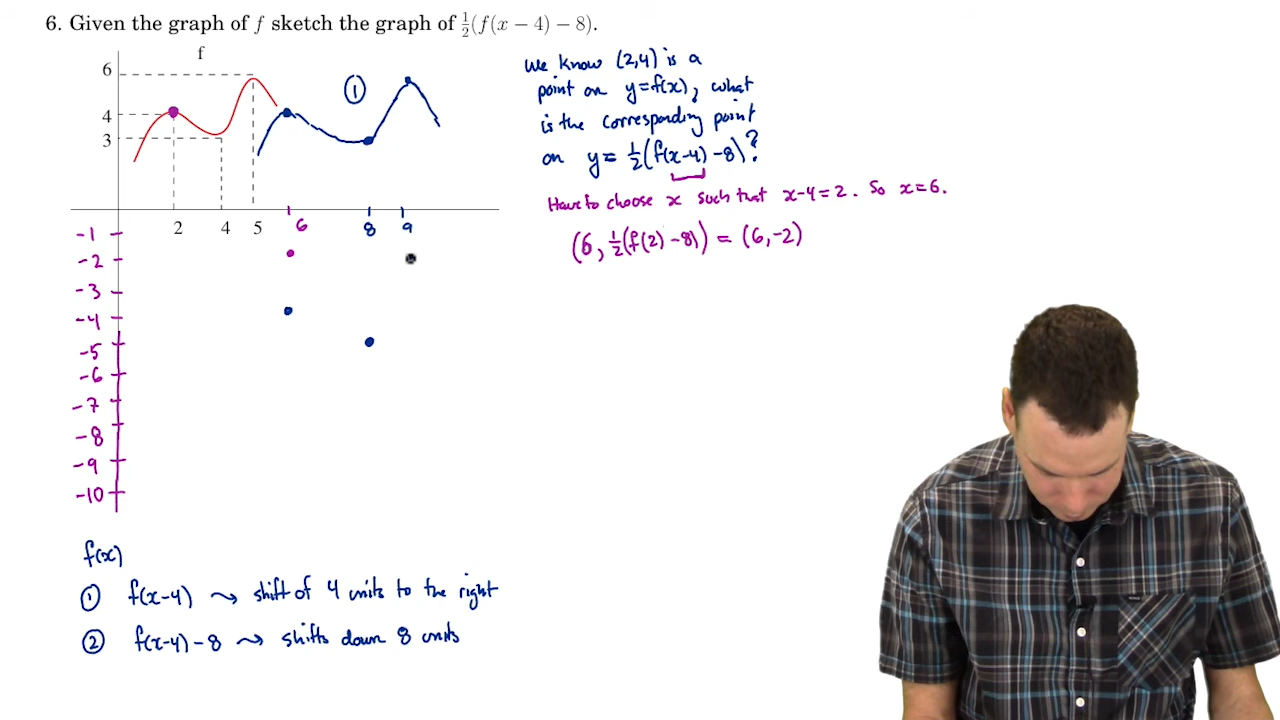 6. Given the graph of f sketch the graph of ½(f(x − 4) − 8).
f
6
4
3
2 4 5 6 8 9
①
-1
-2
-3
-4
-5
-6
-7
-8
-9
-10
We know (2,4) is a
point on y=f(x), what
is the corresponding point
on y= ½(f(x-4)-8)?
Have to choose x such that x-4=2. So x=6.
(6, ½(f(2)-8)) = (6,-2)
f(x)
① f(x-4) ⇝ shift of 4 units to the right
② f(x-4)-8 ⇝ shifts down 8 units